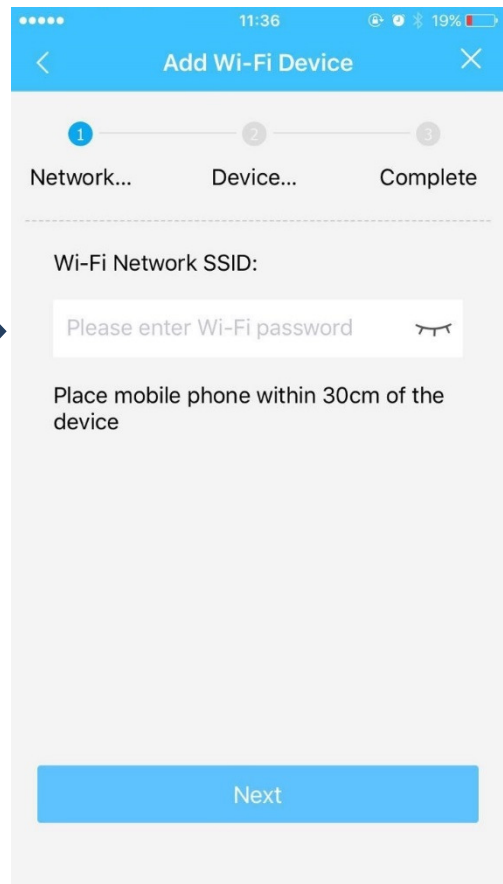 11:36 19%
Add Wi-Fi Device
1 2 3
Network... Device... Complete
Wi-Fi Network SSID:
Please enter Wi-Fi password
Place mobile phone within 30cm of the
device
Next